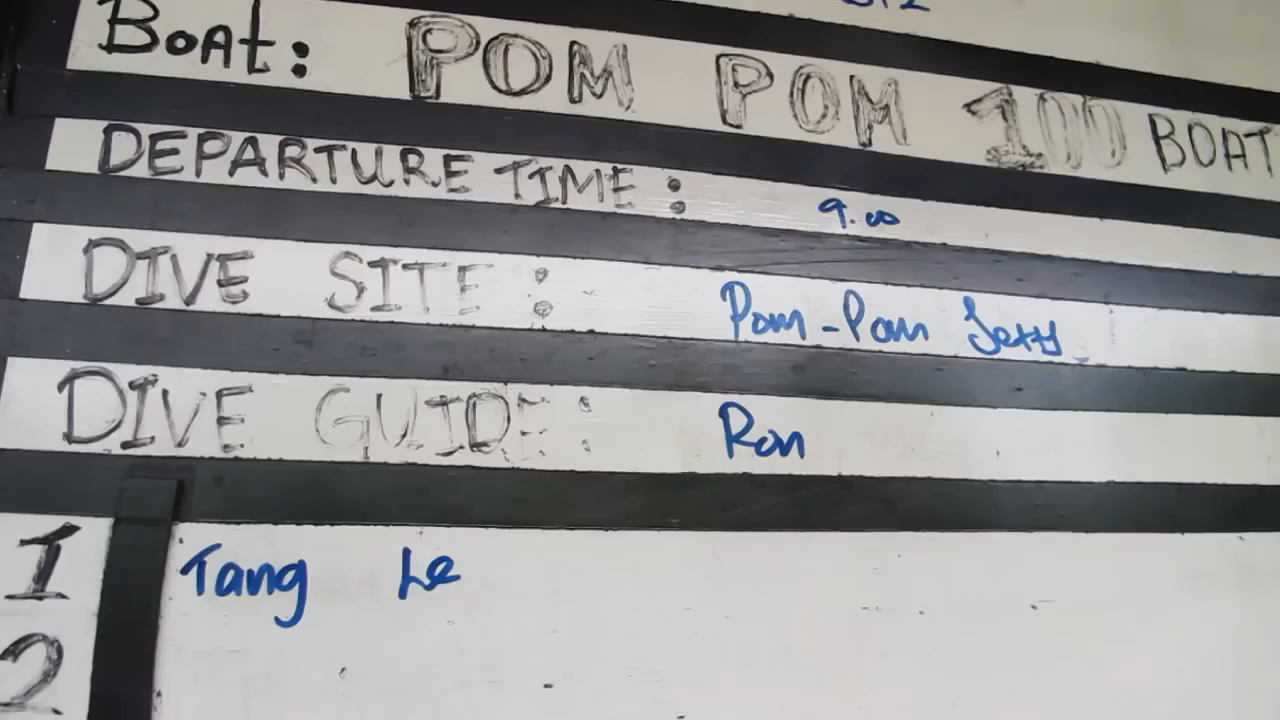 Boat: POM POM 100 BOAT
DEPARTURE TIME: 9.00
DIVE SITE: Pom-Pom Jetty
DIVE GUIDE: Ron
1 Tang Le
2